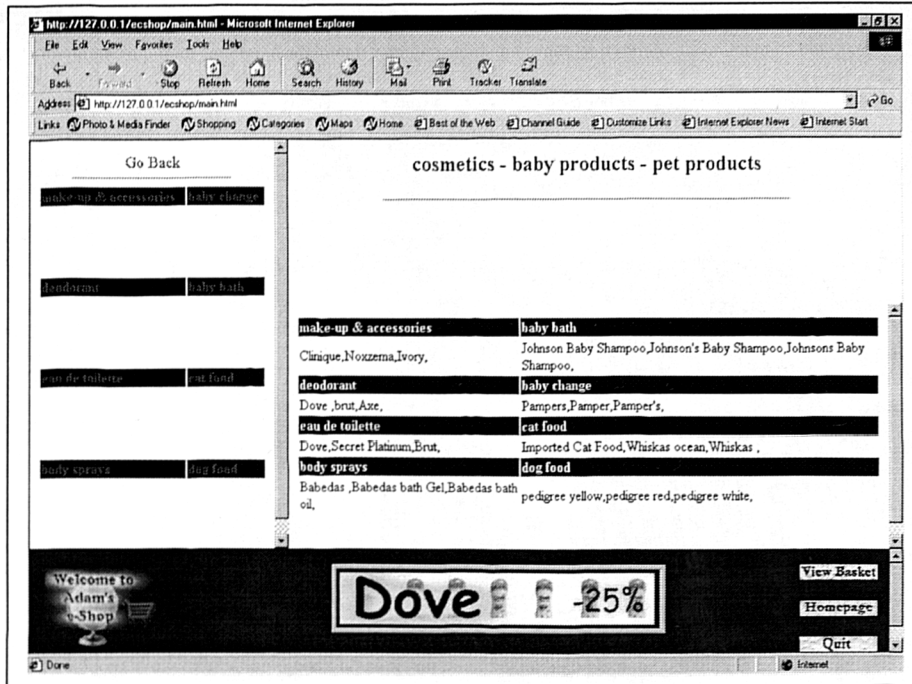 http://127.0.0.1/ecshop/main.html - Microsoft Internet Explorer
File Edit View Favorites Tools Help
Back Forward Stop Refresh Home Search History Mail Print Tracker Translate
Address http://127.0.0.1/ecshop/main.html Go
Links Photo & Media Finder Shopping Categories Maps Home Best of the Web Channel Guide Customize Links Internet Explorer News Internet Start
Go Back
make-up & accessories baby change
deodorant baby bath
eau de toilette cat food
body sprays dog food
cosmetics - baby products - pet products
make-up & accessories baby bath
Clinique,Noxzema,Ivory, Johnson Baby Shampoo,Johnson's Baby Shampoo,Johnsons Baby
Shampoo,
deodorant baby change
Dove ,brut,Axe, Pampers,Pamper,Pamper's,
eau de toilette cat food
Dove,Secret Platinum,Brut, Imported Cat Food,Whiskas ocean,Whiskas ,
body sprays dog food
Babedas ,Babedas bath Gel,Babedas bath
oil, pedigree yellow,pedigree red,pedigree white,
Welcome to
Adam's
e-Shop
Dove -25%
View Basket
Homepage
Quit
Done Internet